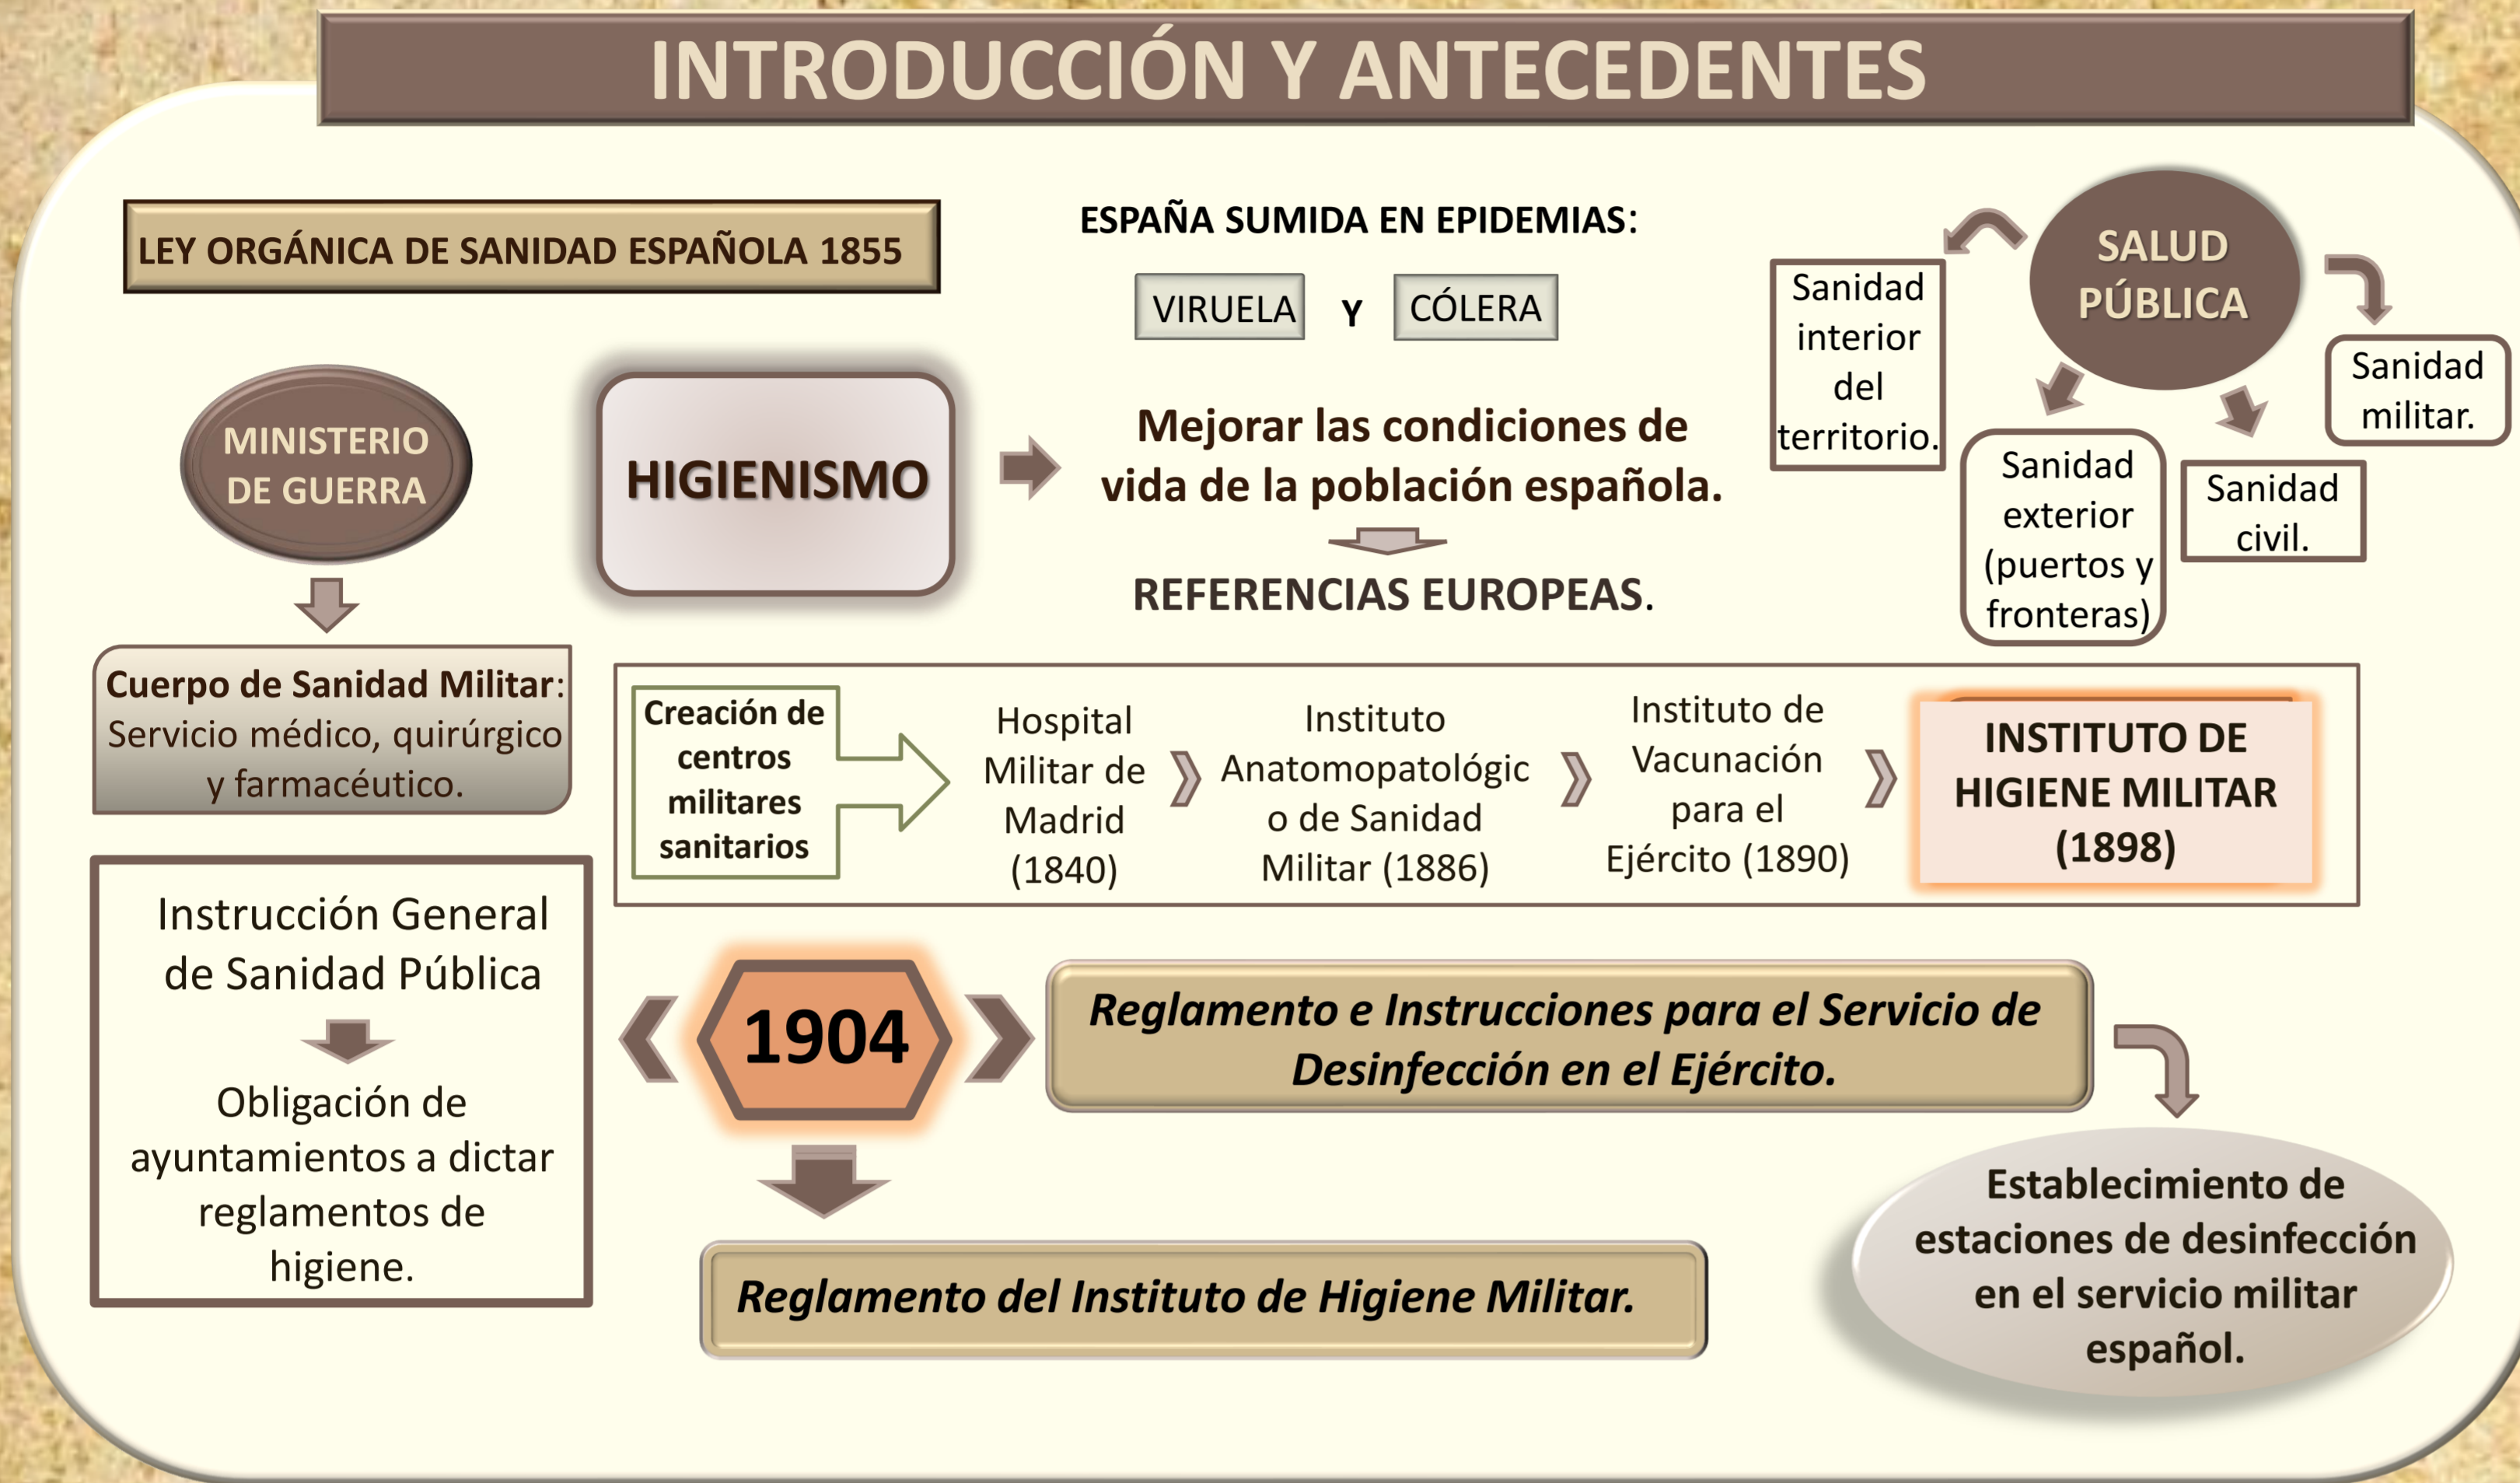 INTRODUCCIÓN Y ANTECEDENTES
LEY ORGÁNICA DE SANIDAD ESPAÑOLA 1855
MINISTERIO
DE GUERRA
Cuerpo de Sanidad Militar:
Servicio médico, quirúrgico
y farmacéutico.
HIGIENISMO
ESPAÑA SUMIDA EN EPIDEMIAS:
VIRUELA Y CÓLERA
Mejorar las condiciones de
vida de la población española.
REFERENCIAS EUROPEAS.
SALUD
PÚBLICA
Sanidad
interior
del
territorio.
Sanidad
exterior
(puertos y
fronteras)
Sanidad
civil.
Sanidad
militar.
Creación de
centros
militares
sanitarios
Hospital
Militar de
Madrid
(1840)
Instituto
Anatomopatológic
o de Sanidad
Militar (1886)
Instituto de
Vacunación
para el
Ejército (1890)
INSTITUTO DE
HIGIENE MILITAR
(1898)
Instrucción General
de Sanidad Pública
Obligación de
ayuntamientos a dictar
reglamentos de
higiene.
1904
Reglamento e Instrucciones para el Servicio de
Desinfección en el Ejército.
Reglamento del Instituto de Higiene Militar.
Establecimiento de
estaciones de desinfección
en el servicio militar
español.